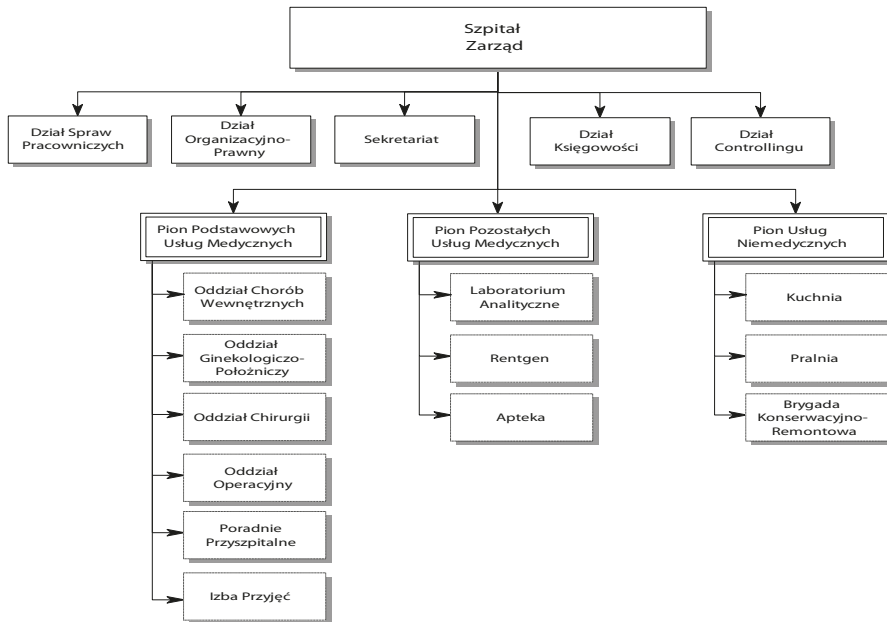 Szpitał
Zarząd
Dział Spraw
Pracowniczych
Dział
Organizacyjno-
Prawny
Sekretariat
Dział
Księgowości
Dział
Controllingu
Pion Podstawowych
Usług Medycznych
Pion Pozostałych
Usług Medycznych
Pion Usług
Niemedycznych
Oddział Chorób
Wewnętrznych
Oddział
Ginekologiczo-
Położniczy
Oddział Chirurgii
Oddział
Operacyjny
Poradnie
Przyszpitalne
Izba Przyjęć
Laboratorium
Analityczne
Rentgen
Apteka
Kuchnia
Pralnia
Brygada
Konserwacyjno-
Remontowa